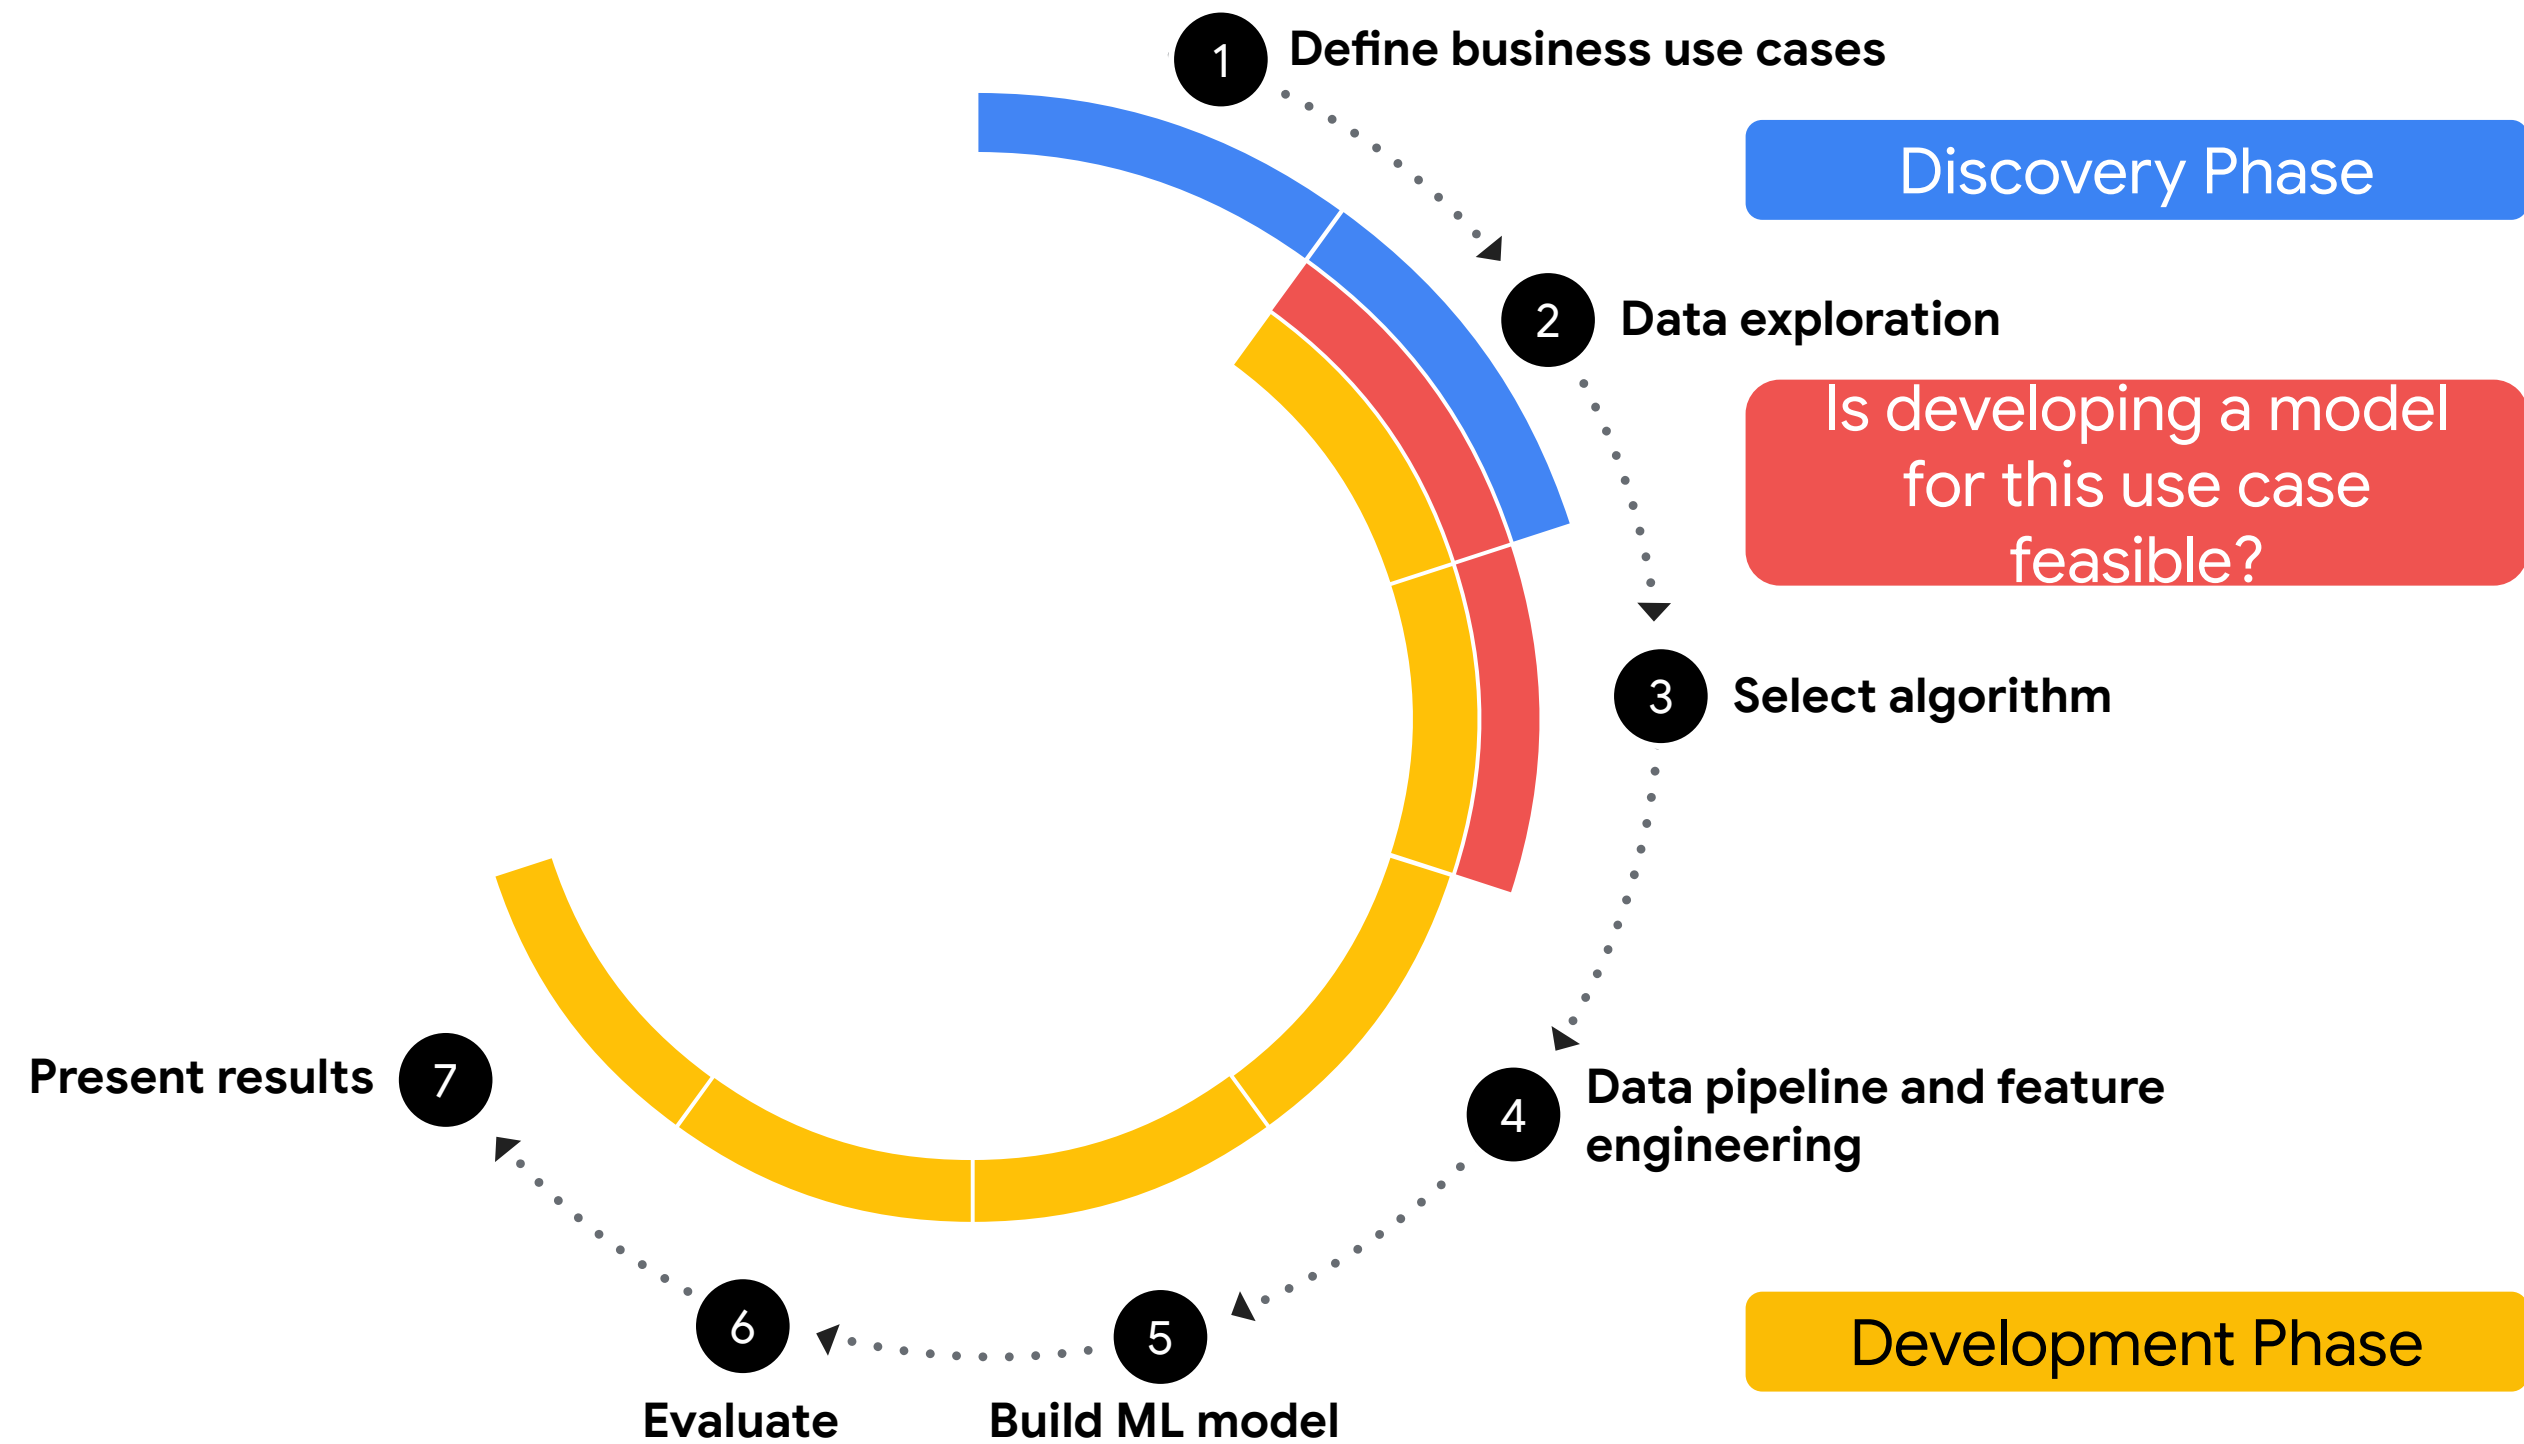 1
Define business use cases
Discovery Phase
2
Data exploration
Is developing a model
for this use case
feasible?
3
Select algorithm
4
Data pipeline and feature
engineering
Development Phase
5
Build ML model
6
Evaluate
7
Present results